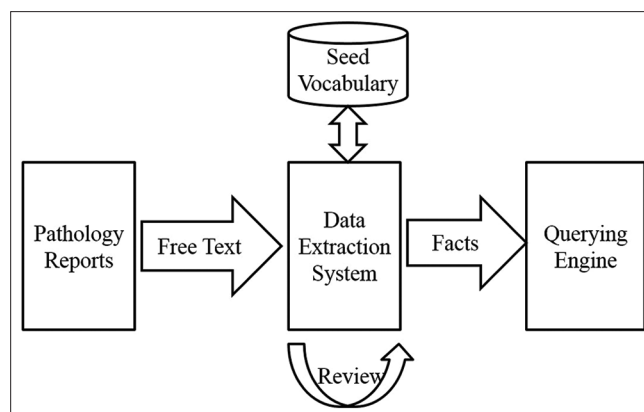 Seed
Vocabulary
Pathology
Reports
Free Text
Data
Extraction
System
Facts
Querying
Engine
Review